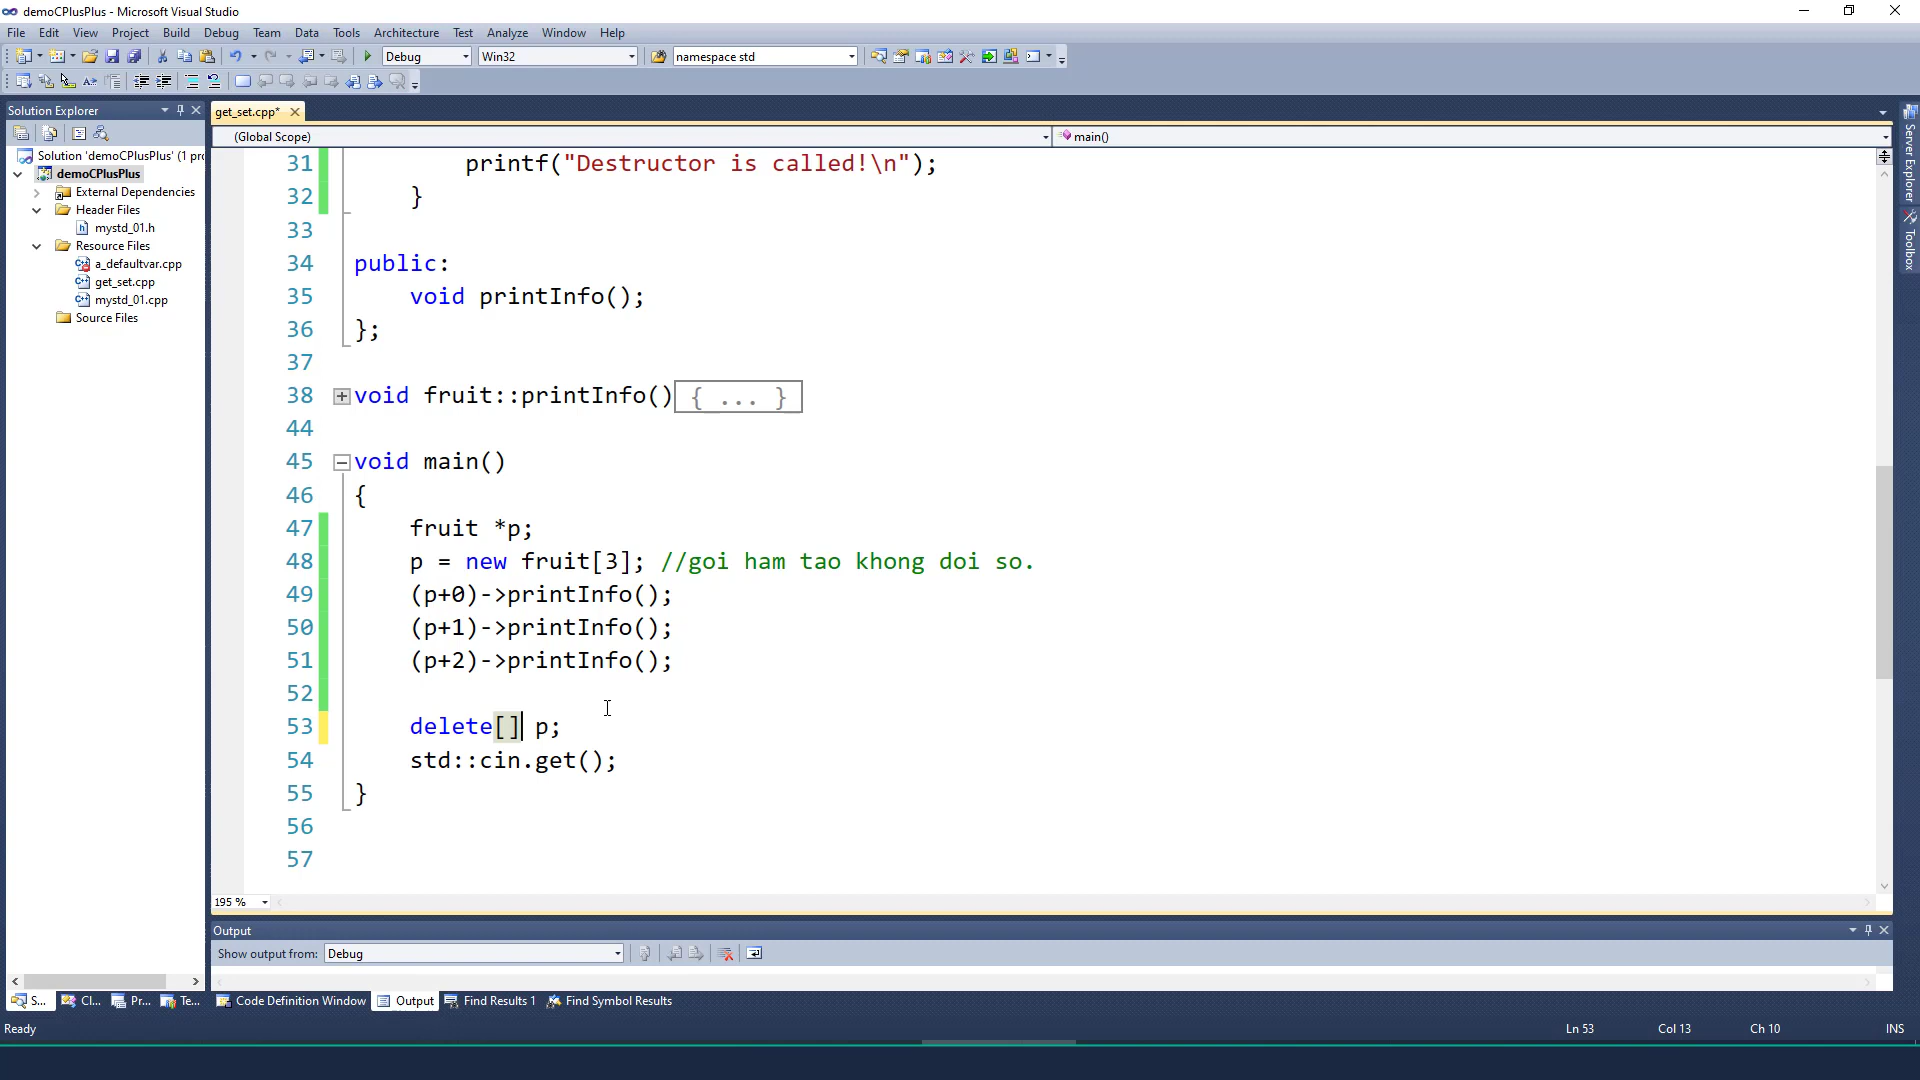 demoCPlusPlus - Microsoft Visual Studio
File Edit View Project Build Debug Team Data Tools Architecture Test Analyze Window Help
Debug Win32 namespace std
Solution Explorer
get_set.cpp*
(Global Scope) main()
Solution 'demoCPlusPlus' (1 prc
demoCPlusPlus
External Dependencies
Header Files
mystd_01.h
Resource Files
a_defaultvar.cpp
get_set.cpp
mystd_01.cpp
Source Files
31 printf("Destructor is called!\n");
32 }
33
34 public:
35 void printInfo();
36 };
37
38 void fruit::printInfo(){ ... }
44
45 void main()
46 {
47 fruit *p;
48 p = new fruit[3]; //goi ham tao khong doi so.
49 (p+0)->printInfo();
50 (p+1)->printInfo();
51 (p+2)->printInfo();
52
53 delete[] p;
54 std::cin.get();
55 }
56
57
195 %
Server Explorer
Toolbox
Output
Show output from: Debug
S... Cl... Pr... Te... Code Definition Window Output Find Results 1 Find Symbol Results
Ready Ln 53 Col 13 Ch 10 INS